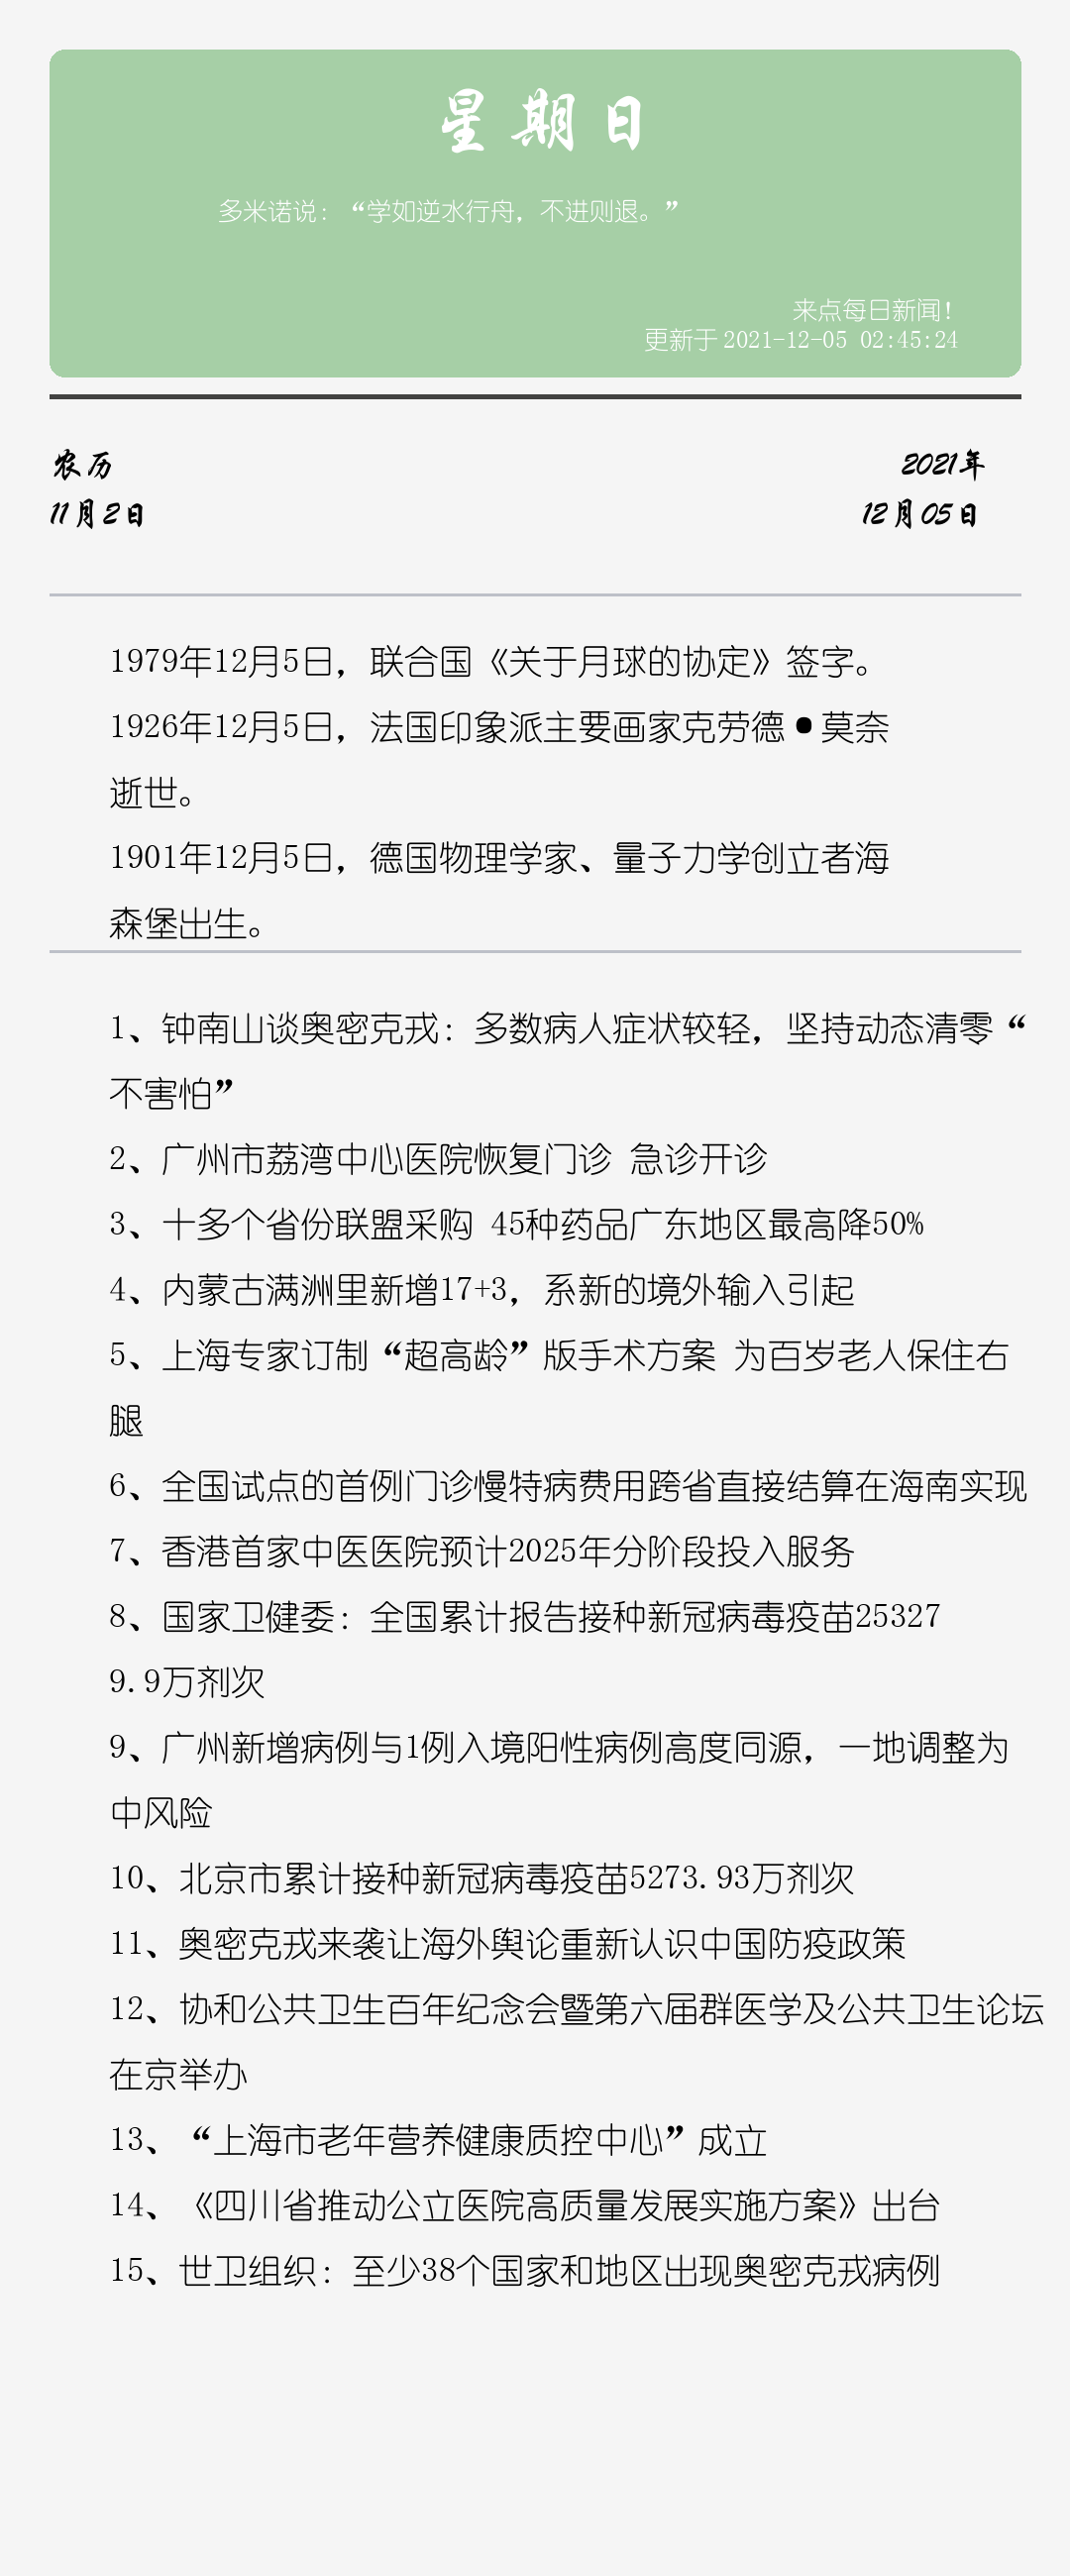 星期日
多米诺说：“学如逆水行舟，不进则退。”
来点每日新闻！
更新于2021-12-05 02:45:24
农历
11月2日
2021年
12月05日
1979年12月5日，联合国《关于月球的协定》签字。
1926年12月5日，法国印象派主要画家克劳德•莫奈
逝世。
1901年12月5日，德国物理学家、量子力学创立者海
森堡出生。
1、钟南山谈奥密克戎：多数病人症状较轻，坚持动态清零“
不害怕”
2、广州市荔湾中心医院恢复门诊 急诊开诊
3、十多个省份联盟采购 45种药品广东地区最高降50%
4、内蒙古满洲里新增17+3，系新的境外输入引起
5、上海专家订制“超高龄”版手术方案 为百岁老人保住右
腿
6、全国试点的首例门诊慢特病费用跨省直接结算在海南实现
7、香港首家中医医院预计2025年分阶段投入服务
8、国家卫健委：全国累计报告接种新冠病毒疫苗25327
9.9万剂次
9、广州新增病例与1例入境阳性病例高度同源，一地调整为
中风险
10、北京市累计接种新冠病毒疫苗5273.93万剂次
11、奥密克戎来袭让海外舆论重新认识中国防疫政策
12、协和公共卫生百年纪念会暨第六届群医学及公共卫生论坛
在京举办
13、“上海市老年营养健康质控中心”成立
14、《四川省推动公立医院高质量发展实施方案》出台
15、世卫组织：至少38个国家和地区出现奥密克戎病例